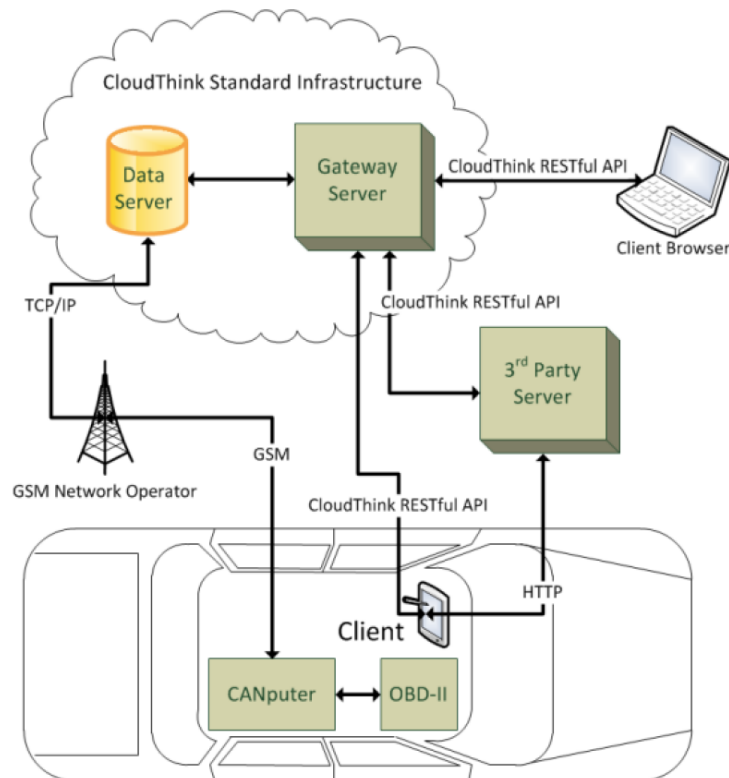 CloudThink Standard Infrastructure
Data
Server
Gateway
Server
CloudThink RESTful API
Client Browser
TCP/IP
CloudThink RESTful API
3rd Party
Server
GSM
GSM Network Operator
CloudThink RESTful API
HTTP
Client
CANputer
OBD-II